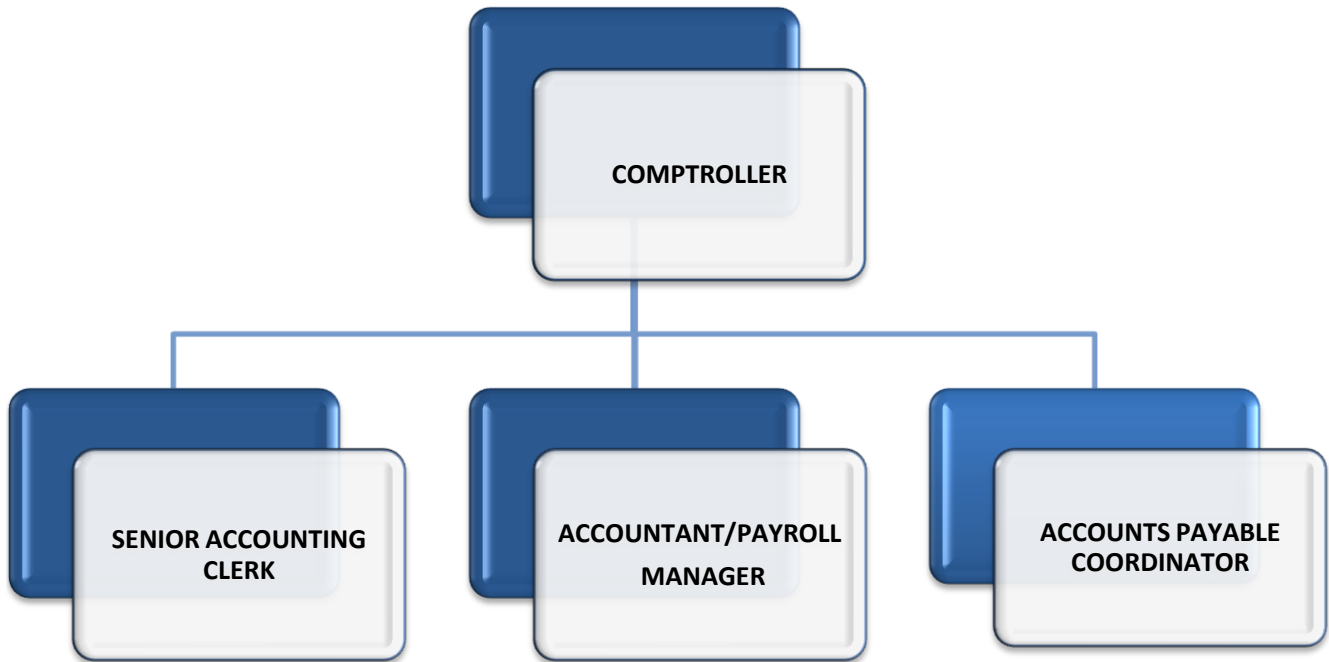 COMPTROLLER
SENIOR ACCOUNTING
CLERK
ACCOUNTANT/PAYROLL
MANAGER
ACCOUNTS PAYABLE
COORDINATOR